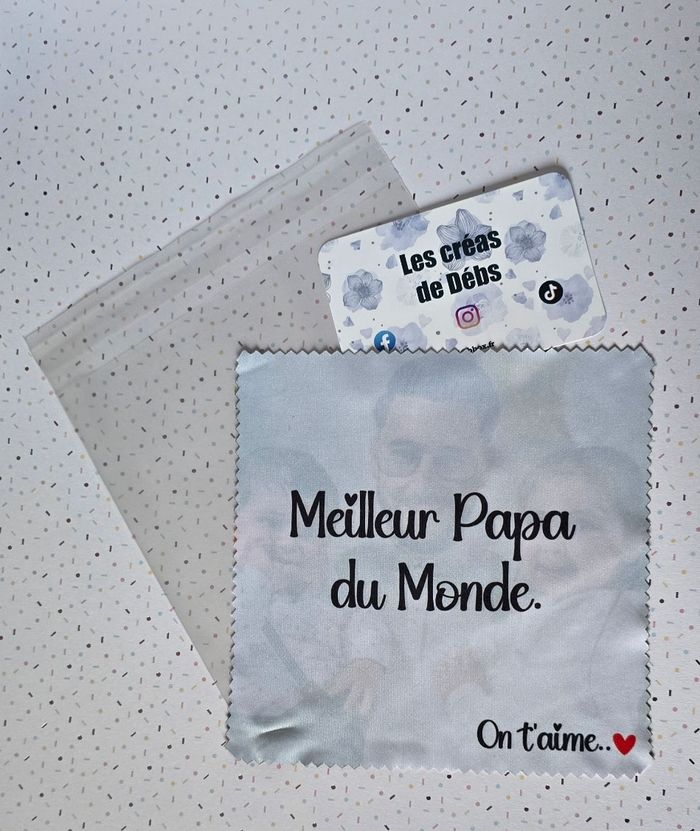 Les créas
de Débs
Meilleur Papa
du Monde.
On t'aime..